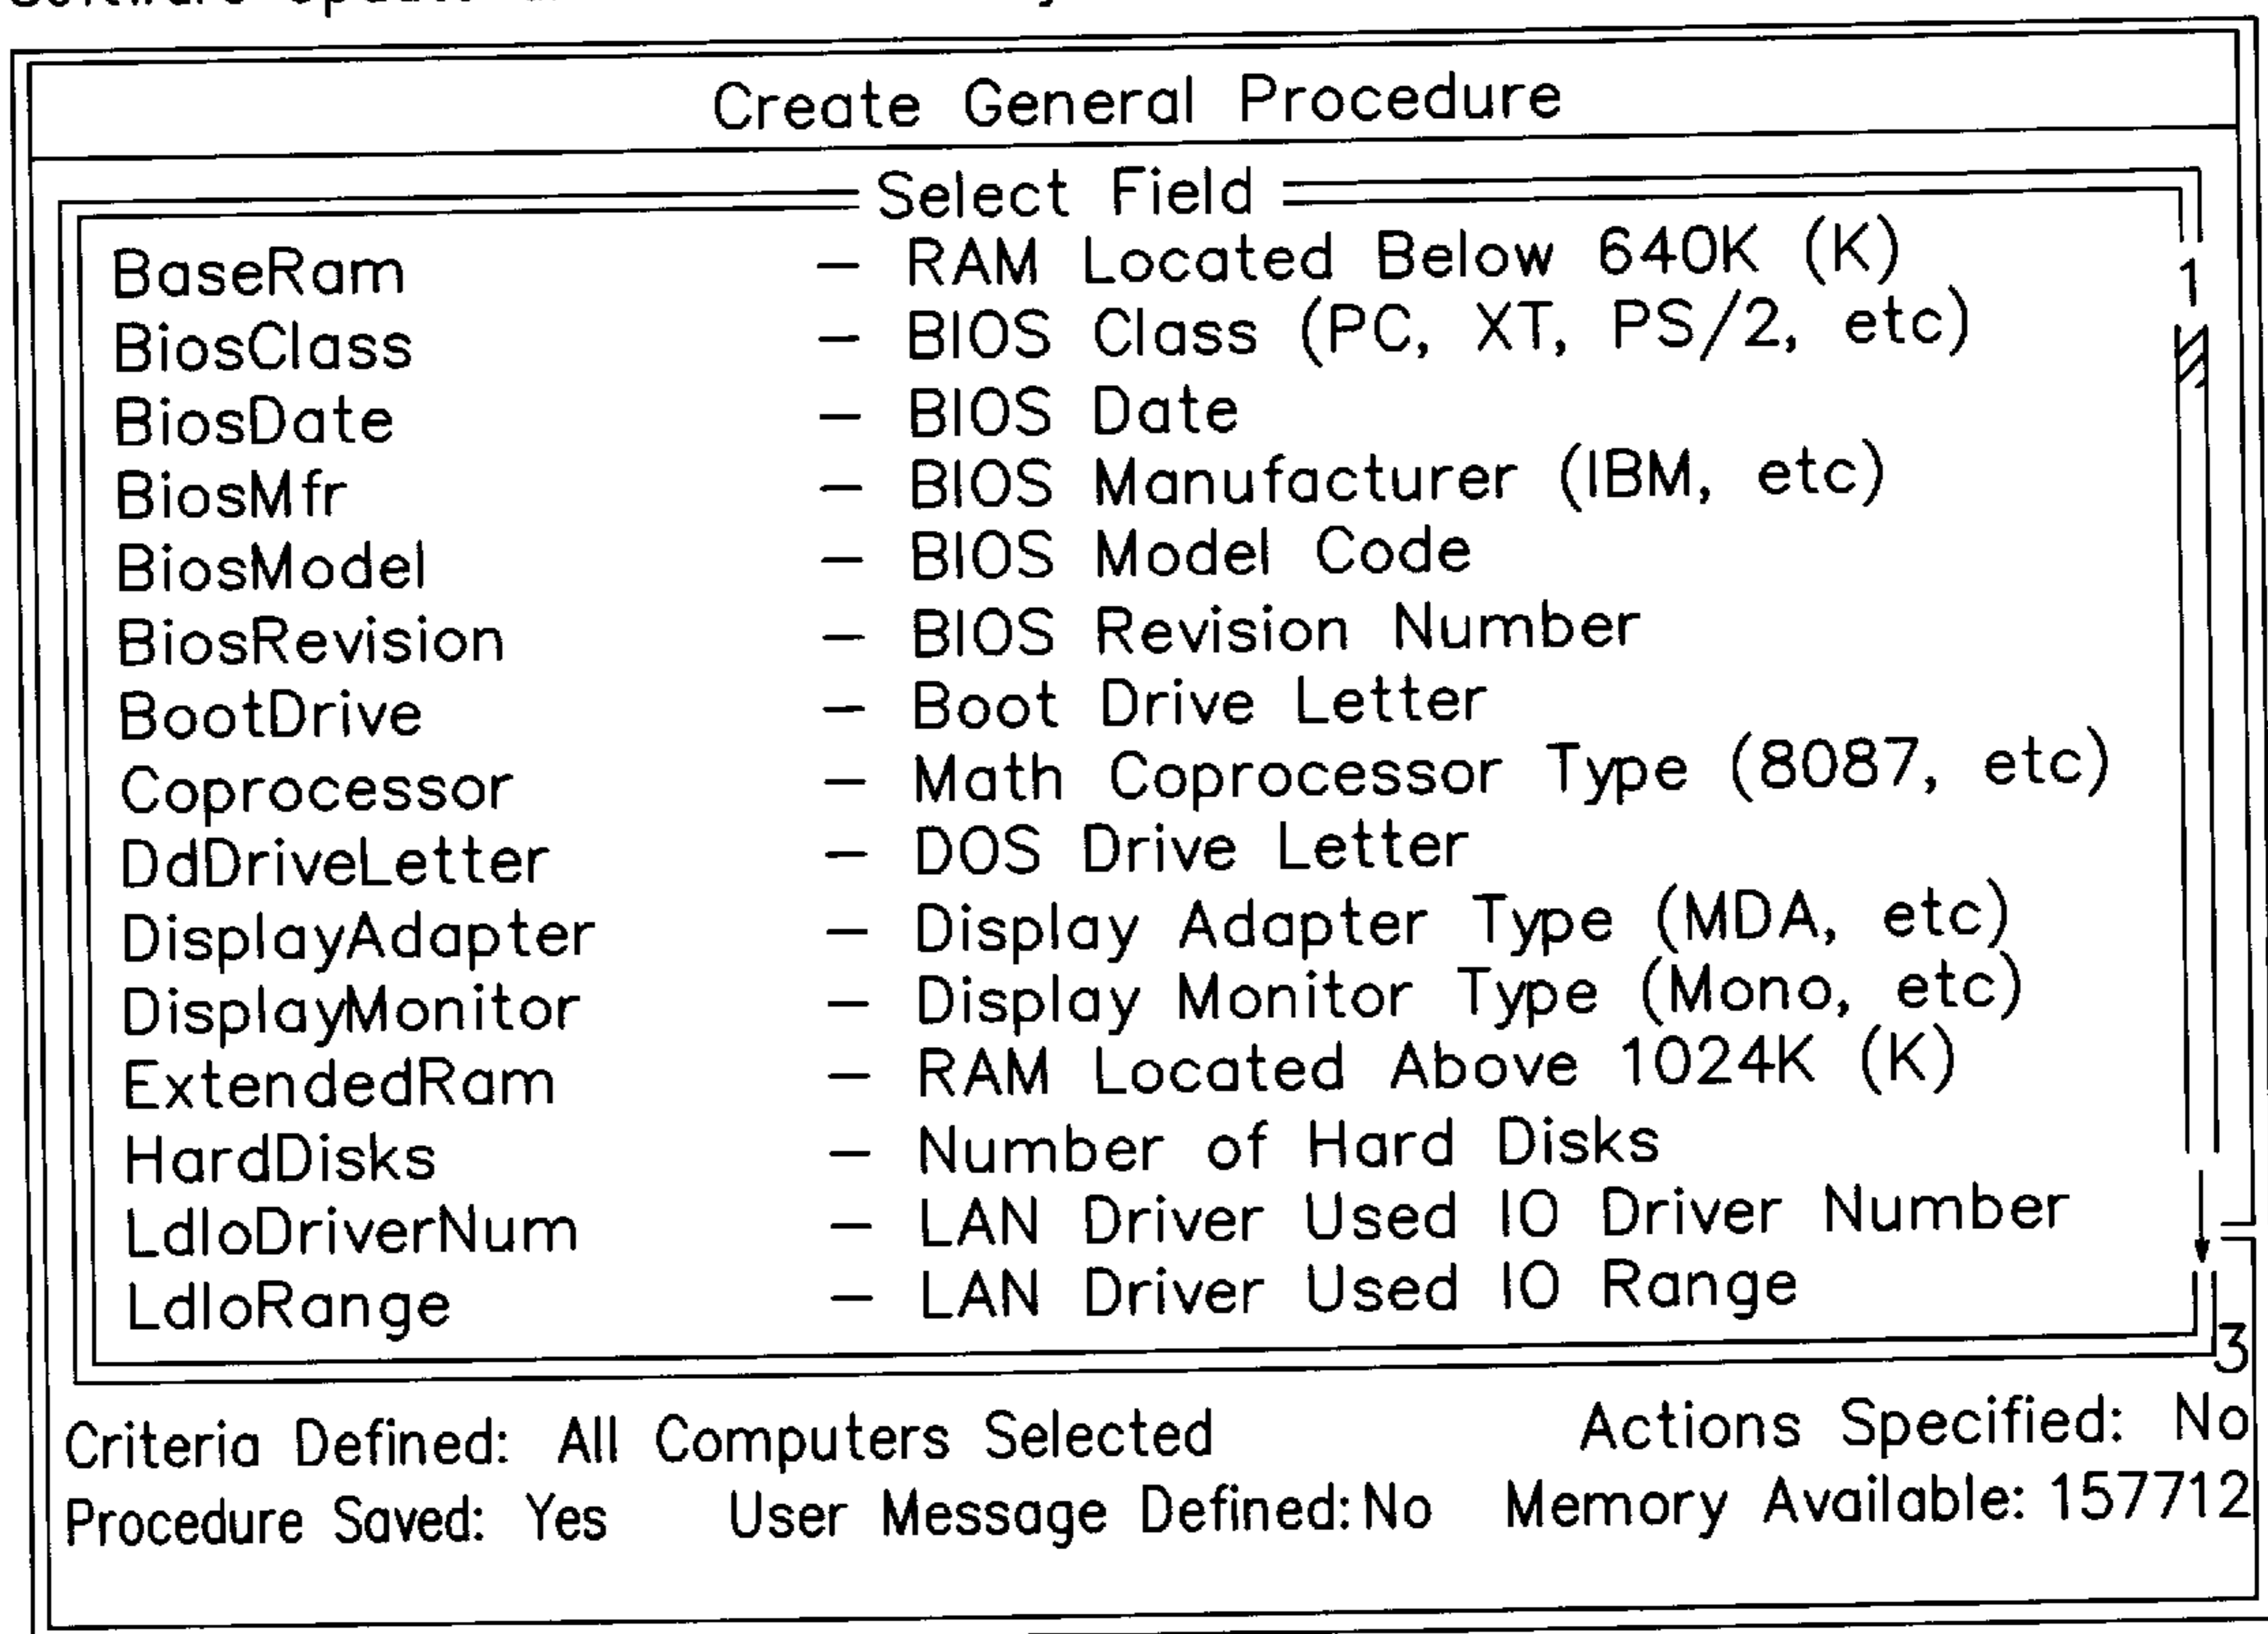 Create General Procedure
Select Field
BaseRam — RAM Located Below 640K (K)
1
BiosClass — BIOS Class (PC, XT, PS/2, etc)
BiosDate — BIOS Date
BiosMfr — BIOS Manufacturer (IBM, etc)
BiosModel — BIOS Model Code
BiosRevision — BIOS Revision Number
BootDrive — Boot Drive Letter
Coprocessor — Math Coprocessor Type (8087, etc)
DdDriveLetter — DOS Drive Letter
DisplayAdapter — Display Adapter Type (MDA, etc)
DisplayMonitor — Display Monitor Type (Mono, etc)
ExtendedRam — RAM Located Above 1024K (K)
HardDisks — Number of Hard Disks
LdIoDriverNum — LAN Driver Used IO Driver Number
LdIoRange — LAN Driver Used IO Range
3
Criteria Defined: All Computers Selected Actions Specified: No
Procedure Saved: Yes User Message Defined: No Memory Available: 157712